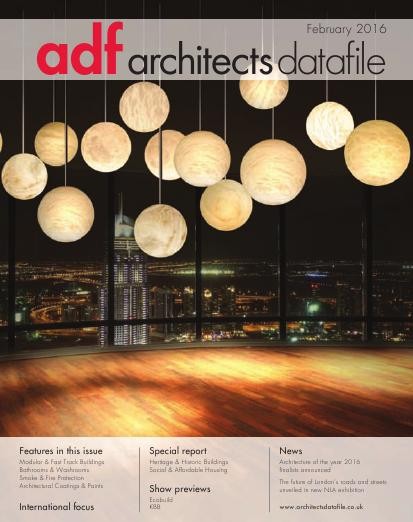 February 2016
adf architects datafile
Features in this issue
Modular & Fast Track Buildings
Bathrooms & Washrooms
Smoke & Fire Protection
Architectural Coatings & Paints
International focus
Special report
Heritage & Historic Buildings
Social & Affordable Housing
Show previews
Ecobuild
KBB
News
Architecture of the year 2016
finalists announced
The future of London's roads and streets
unveiled in new NLA exhibition
www.architectsdatafile.co.uk